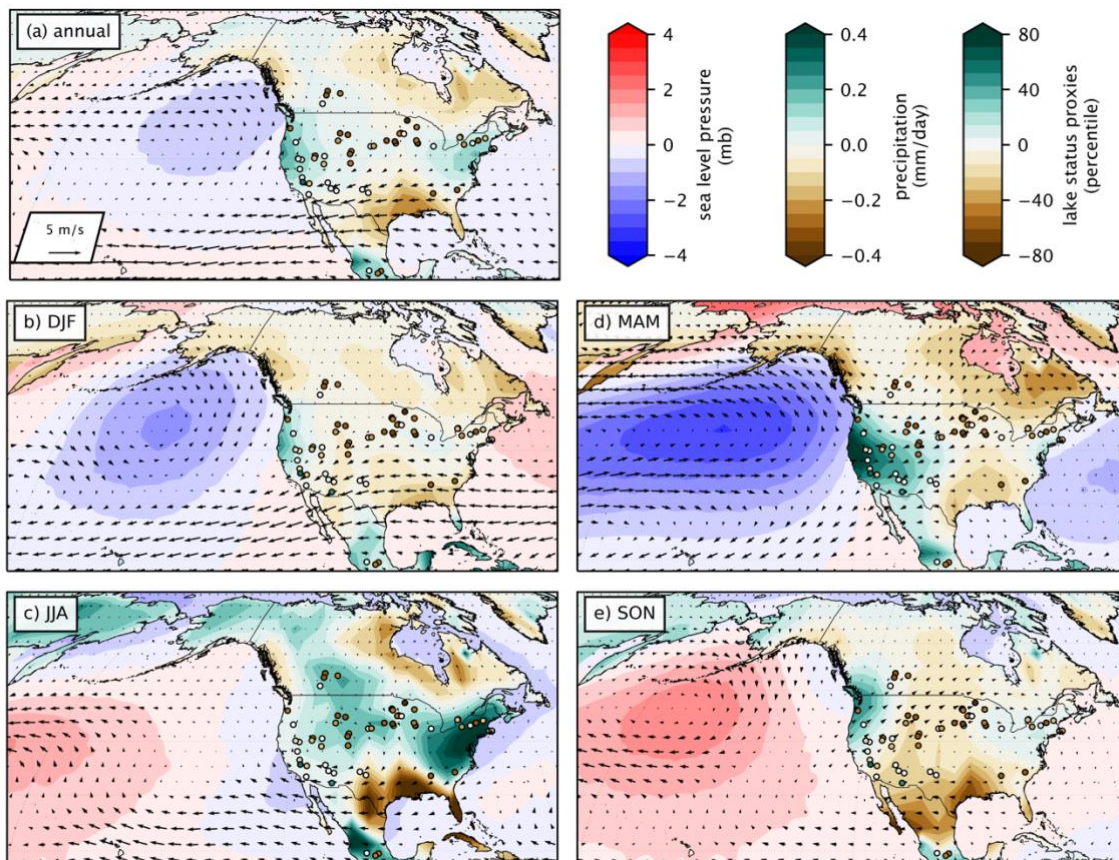 (a) annual
5 m/s
4
2
0
−2
−4
sea level pressure
(mb)
0.4
0.2
0.0
−0.2
−0.4
precipitation
(mm/day)
80
40
0
−40
−80
lake status proxies
(percentile)
b) DJF
d) MAM
c) JJA
e) SON